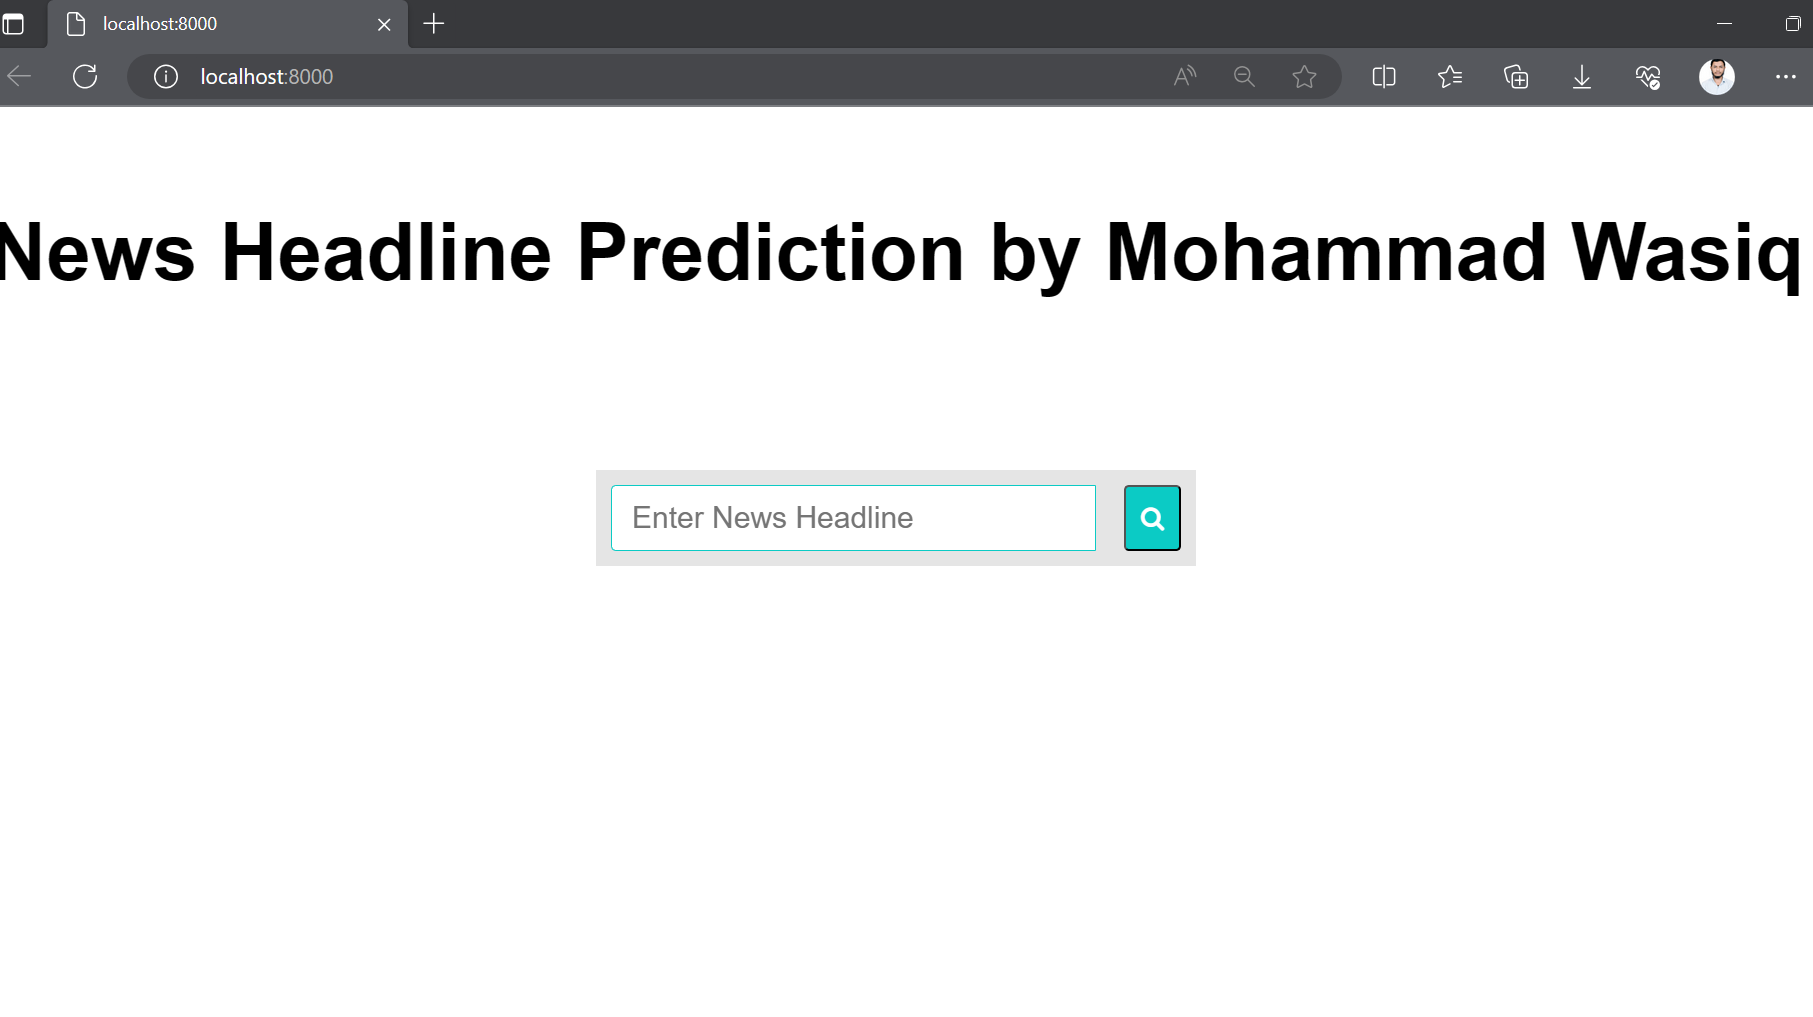 localhost:8000
localhost:8000
News Headline Prediction by Mohammad Wasiq
Enter News Headline